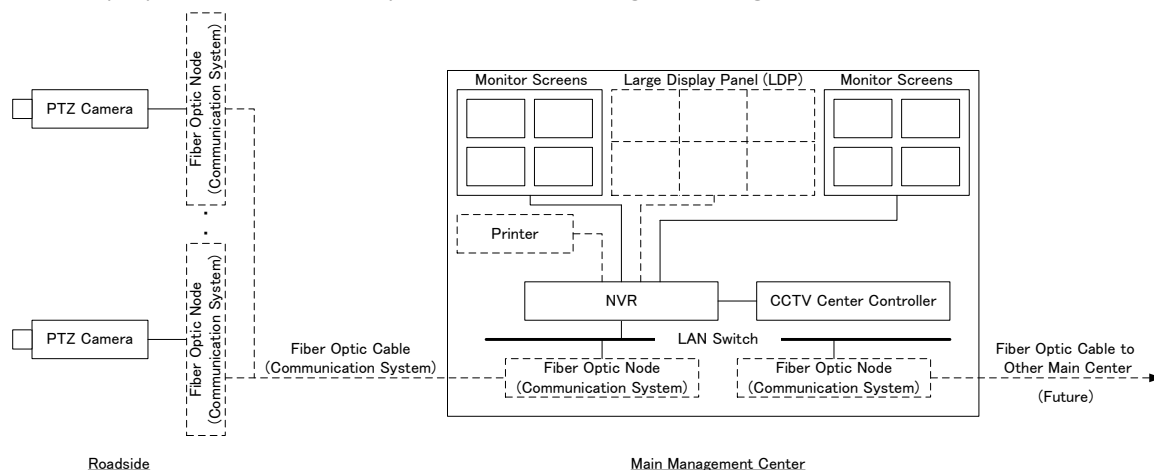 PTZ Camera
Fiber Optic Node
(Communication System)
PTZ Camera
Fiber Optic Node
(Communication System)
Fiber Optic Cable
(Communication System)
Monitor Screens
Large Display Panel (LDP)
Monitor Screens
Printer
NVR
CCTV Center Controller
LAN Switch
Fiber Optic Node
(Communication System)
Fiber Optic Node
(Communication System)
Fiber Optic Cable to
Other Main Center
(Future)
Roadside
Main Management Center